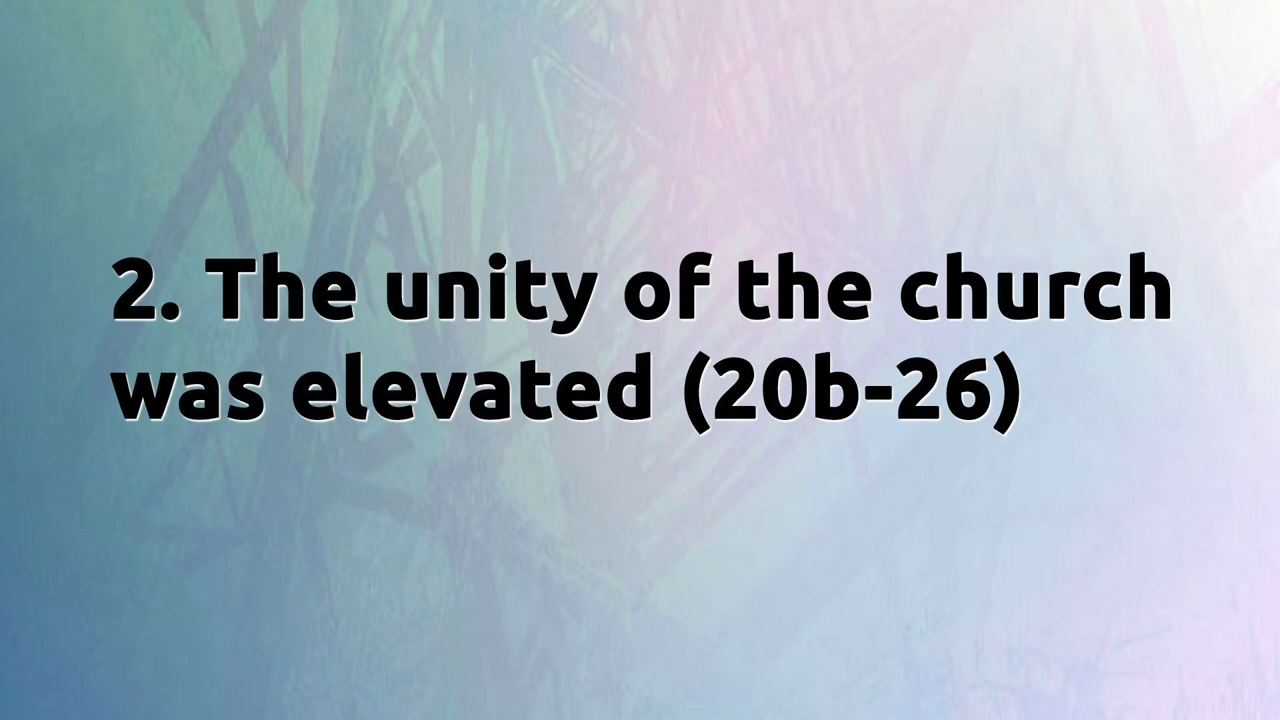 2. The unity of the church
was elevated (20b-26)